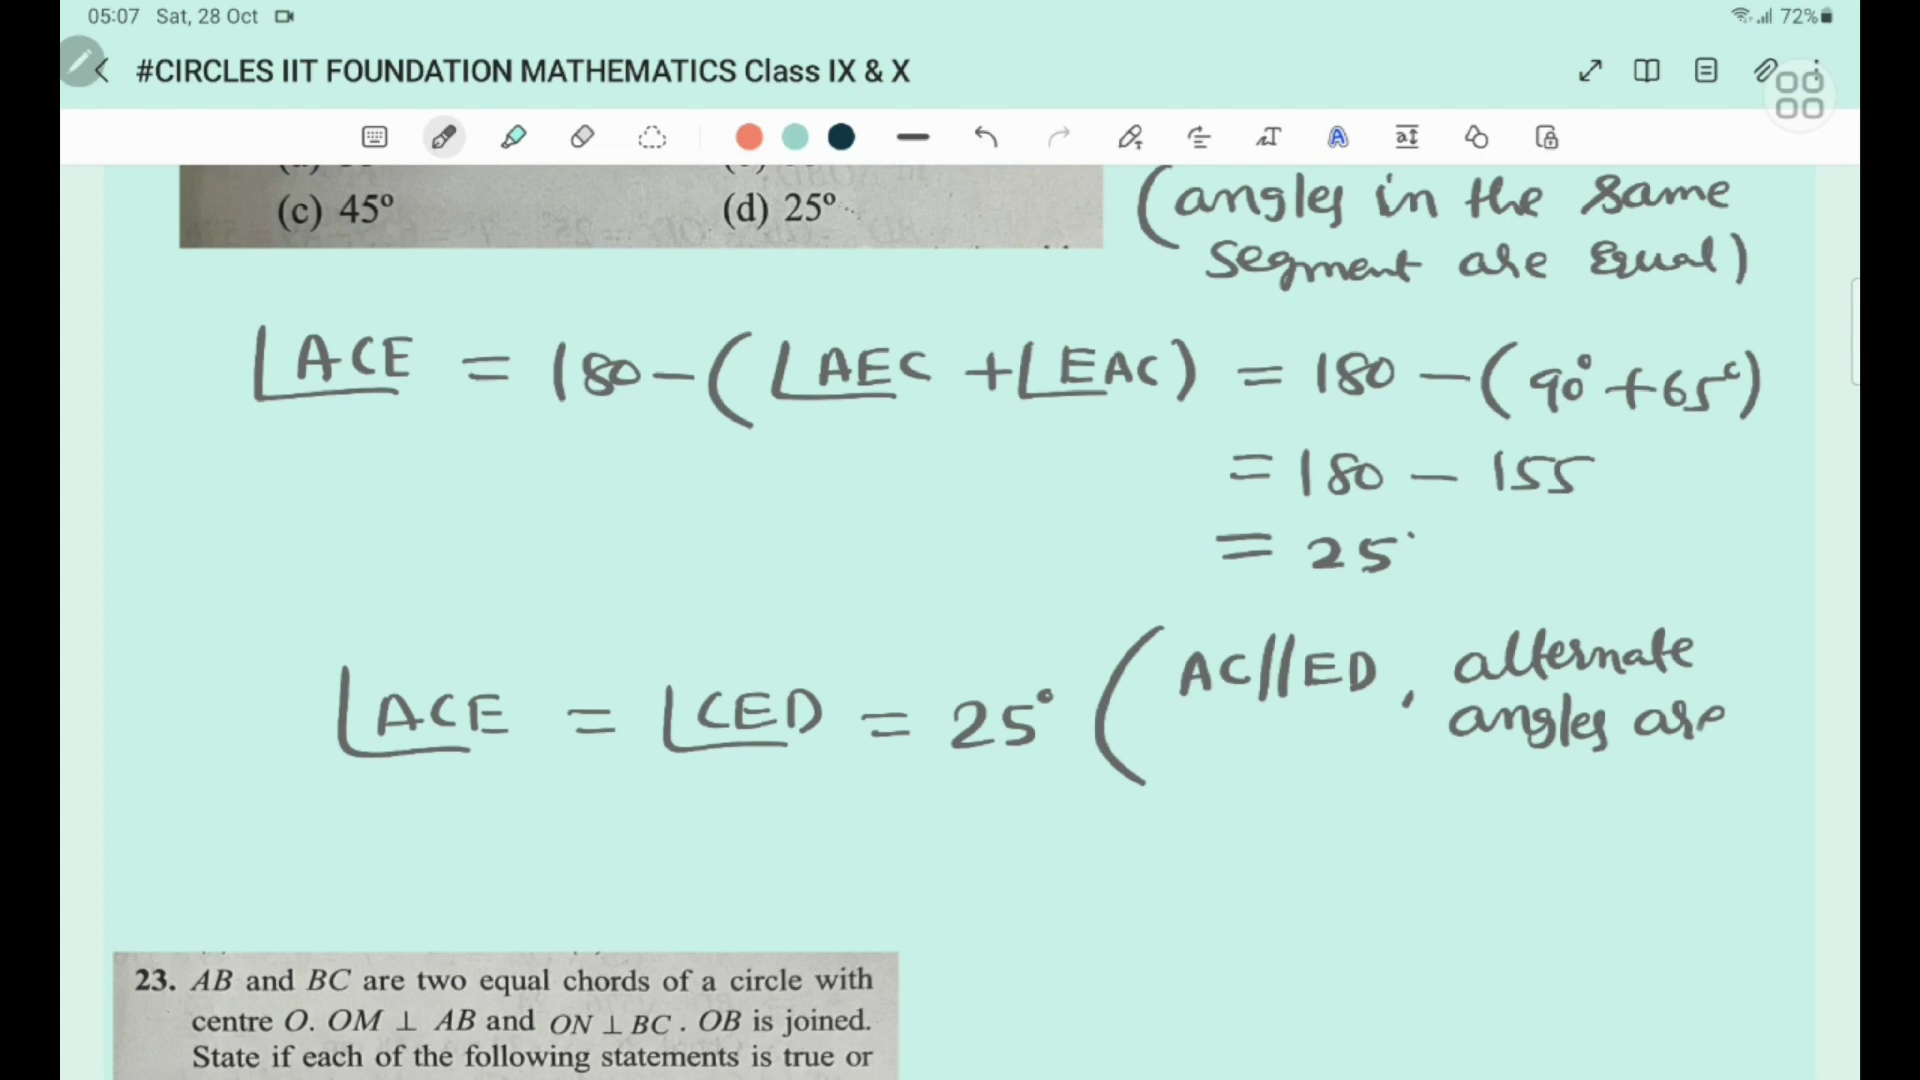 05:07 Sat, 28 Oct
72%
#CIRCLES IIT FOUNDATION MATHEMATICS Class IX & X
(c) 45° (d) 25°
(angles in the same
segment are Equal)
∠ACE = 180-(∠AEC +∠EAC) = 180 -(90°+65°)
= 180 - 155
= 25°
∠ACE = ∠CED = 25° (AC//ED, alternate
angles are
23. AB and BC are two equal chords of a circle with
centre O. OM ⊥ AB and ON ⊥ BC. OB is joined.
State if each of the following statements is true or